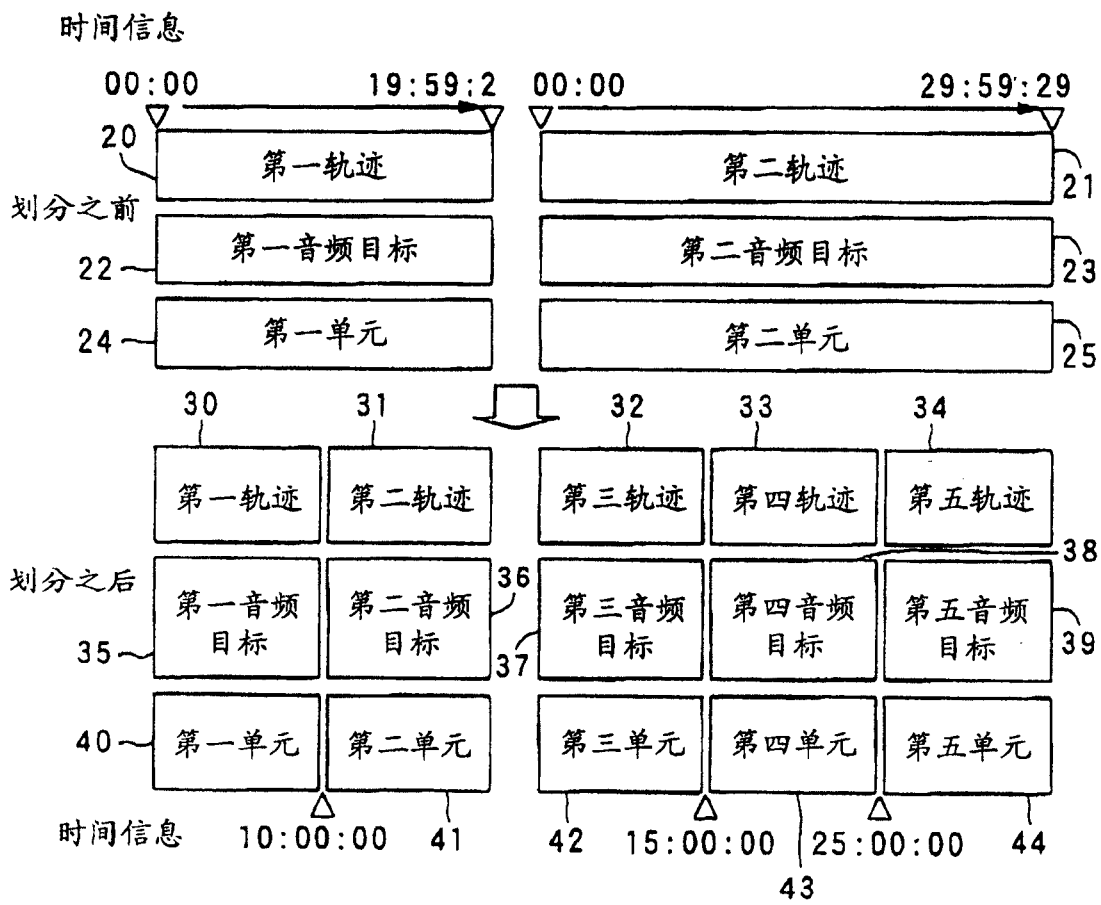 时间信息
00:00 19:59:2 00:00 29:59:29
20 第一轨迹 第二轨迹 21
划分之前
22 第一音频目标 第二音频目标 23
24 第一单元 第二单元 25
30 31 32 33 34
第一轨迹 第二轨迹 第三轨迹 第四轨迹 第五轨迹
38
划分之后
36
第一音频 第二音频 第三音频 第四音频 第五音频
35 目标 目标 37 目标 目标 目标 39
40 第一单元 第二单元 第三单元 第四单元 第五单元
时间信息 10:00:00 41 42 15:00:00 25:00:00 44
43